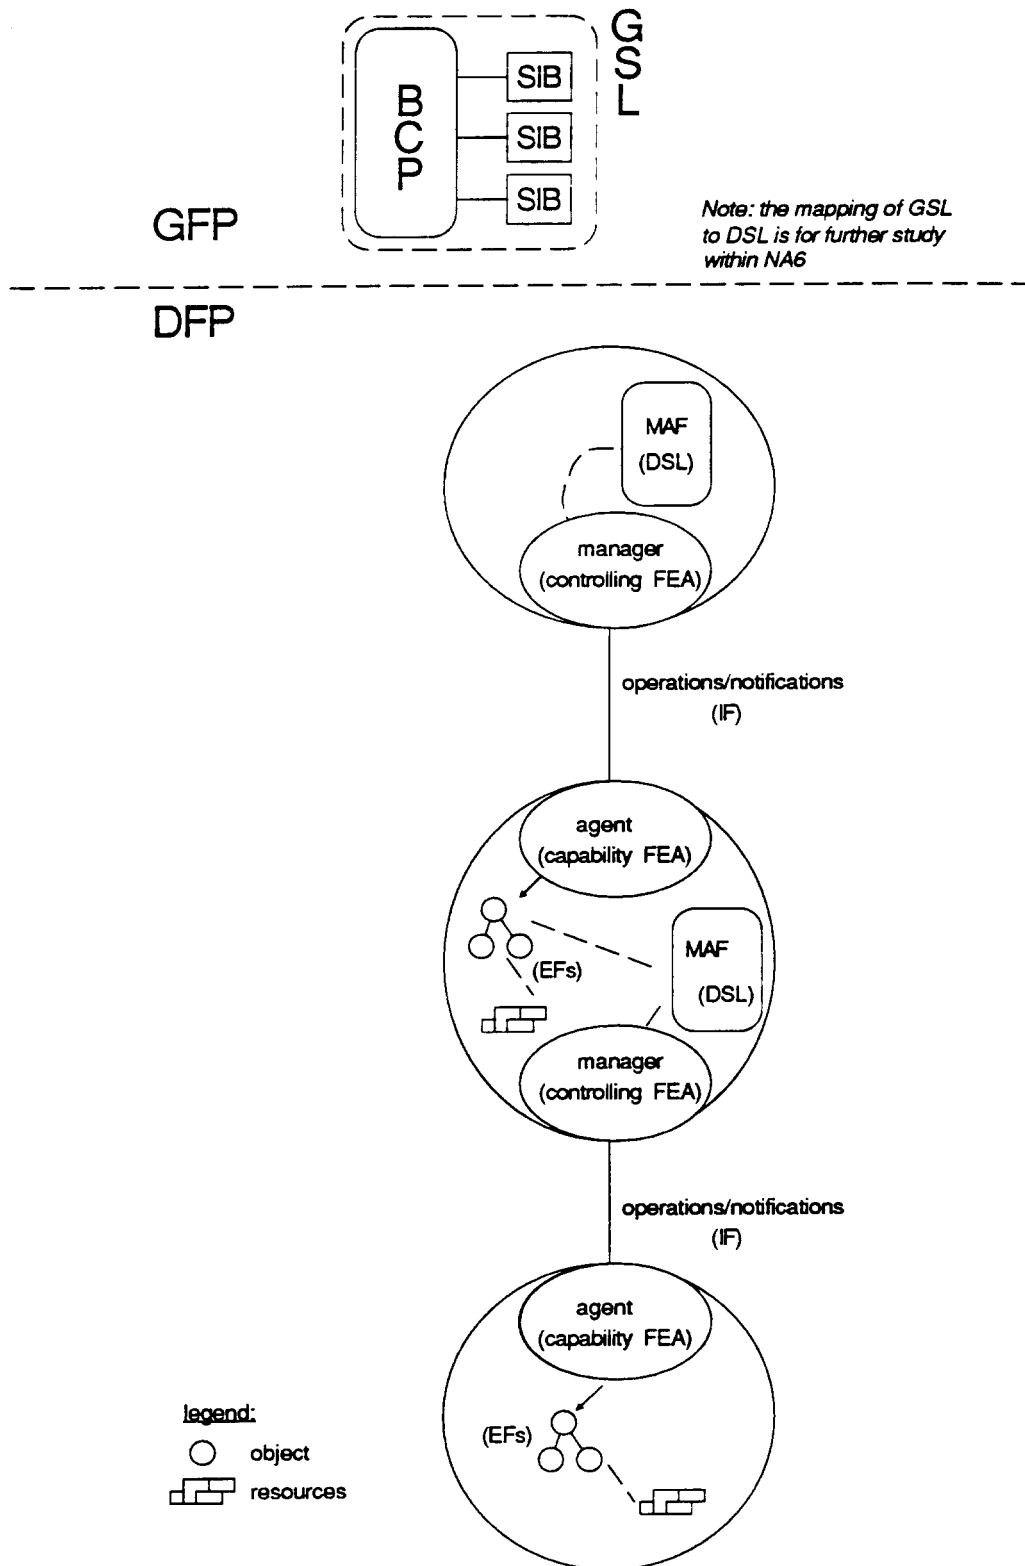 GSL
BCP
SIB
SIB
SIB
GFP
Note: the mapping of GSL
to DSL is for further study
within NA6
DFP
MAF
(DSL)
manager
(controlling FEA)
operations/notifications
(IF)
agent
(capability FEA)
(EFs)
MAF
(DSL)
manager
(controlling FEA)
operations/notifications
(IF)
agent
(capability FEA)
(EFs)
legend:
object
resources